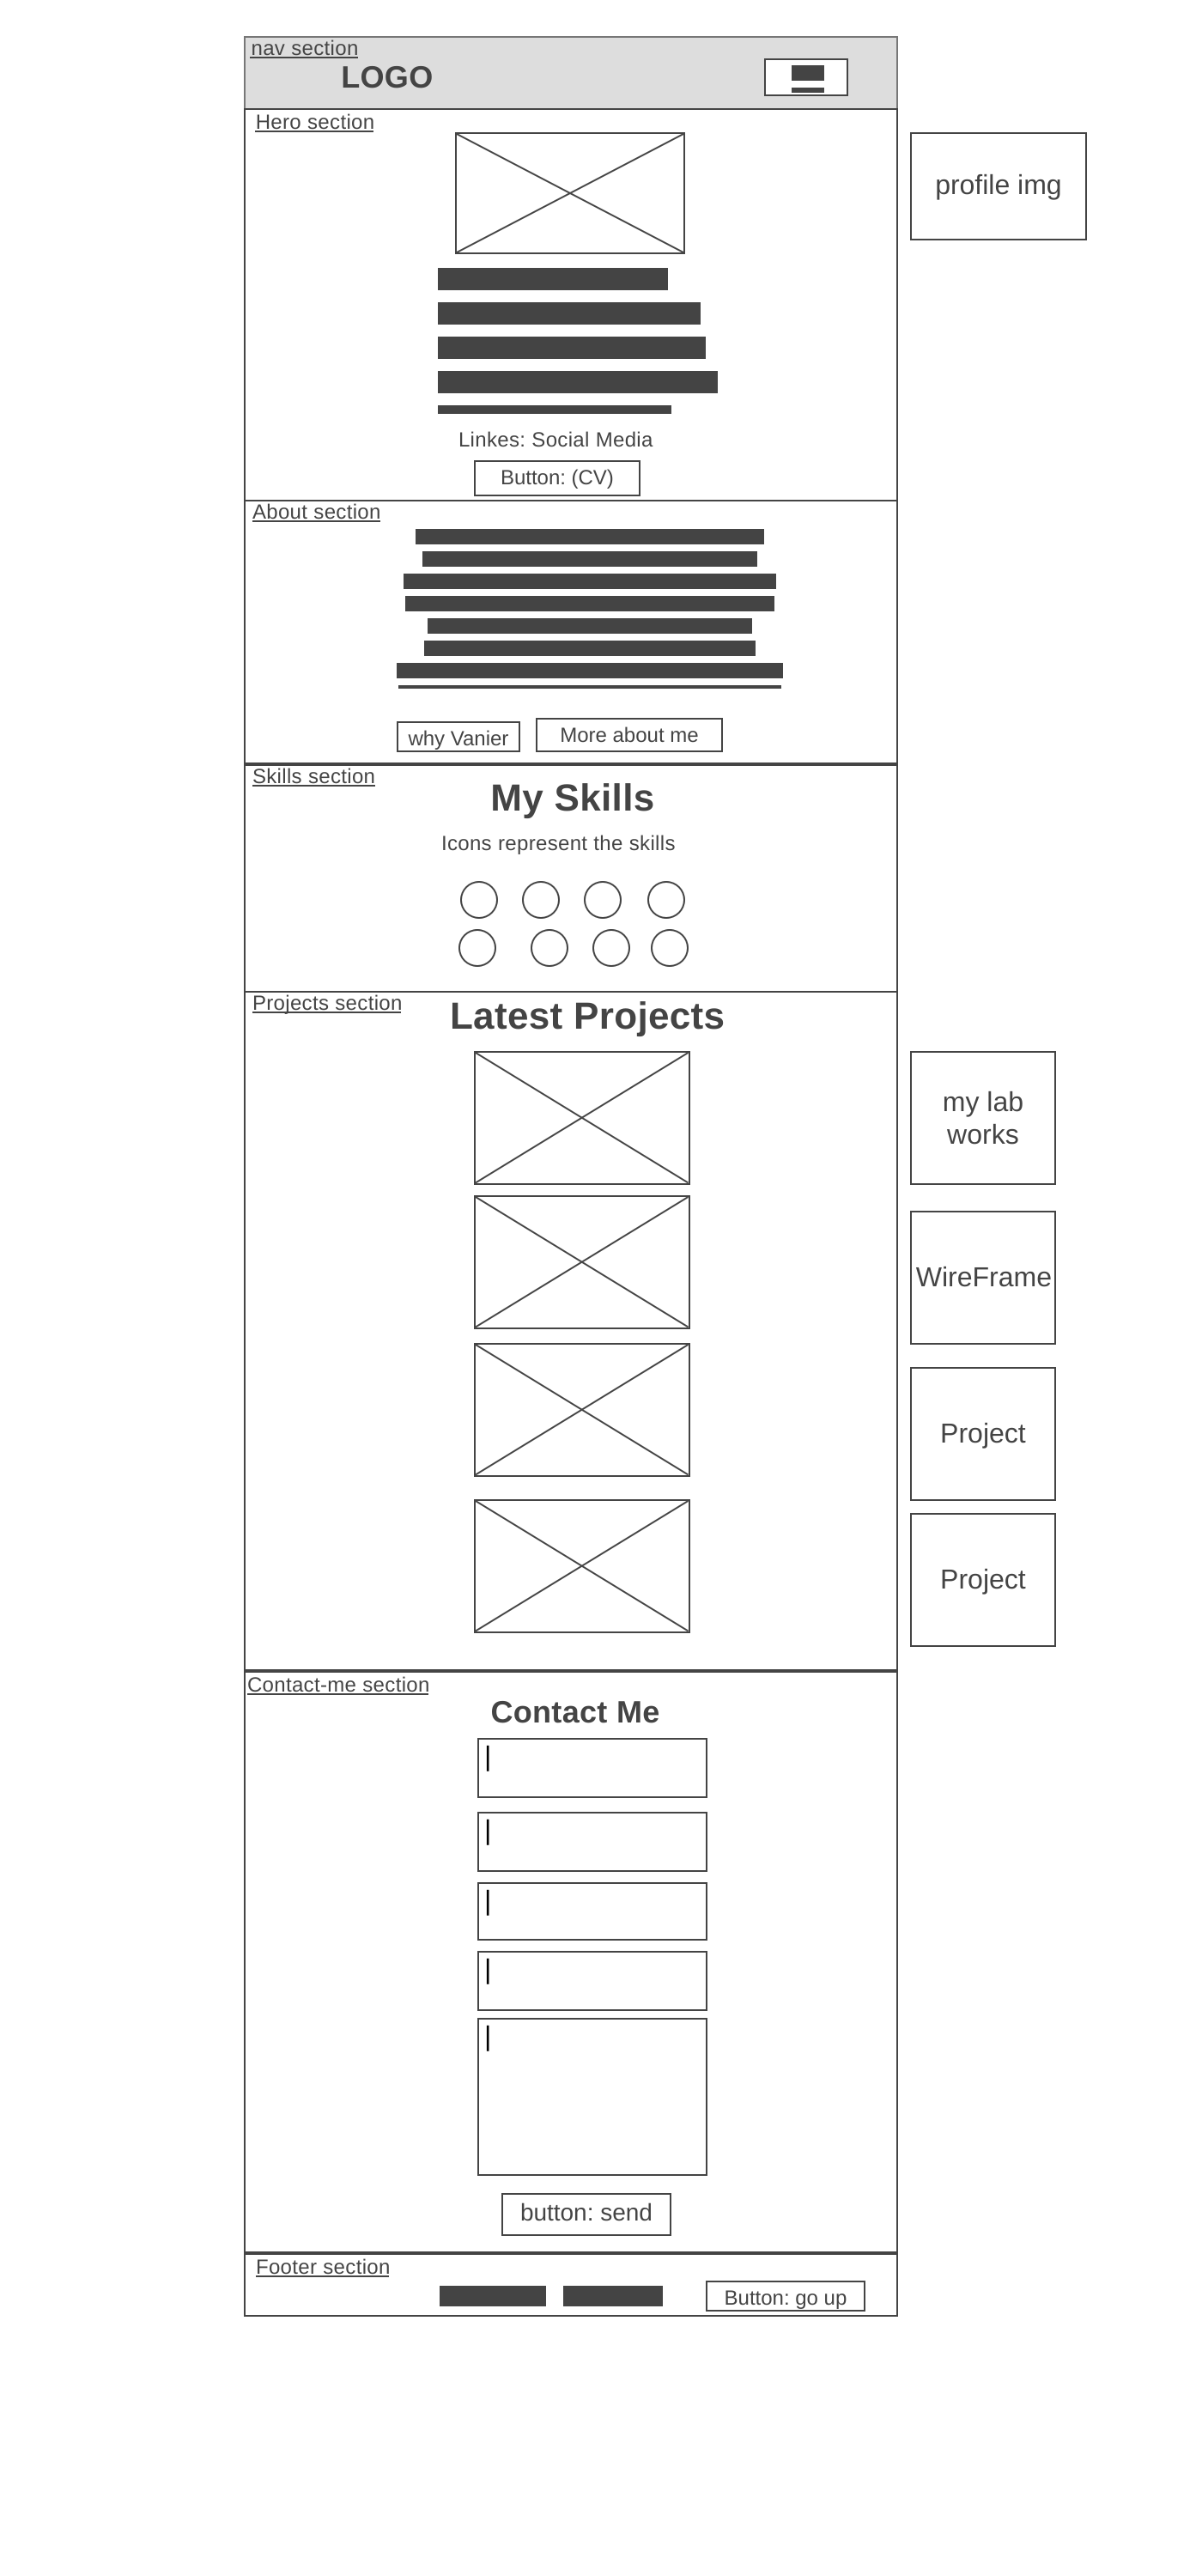 nav section
LOGO
Hero section
profile img
Linkes: Social Media
Button: (CV)
About section
why Vanier
More about me
Skills section
My Skills
Icons represent the skills
Projects section
Latest Projects
my lab
works
WireFrame
Project
Project
Contact-me section
Contact Me
button: send
Footer section
Button: go up